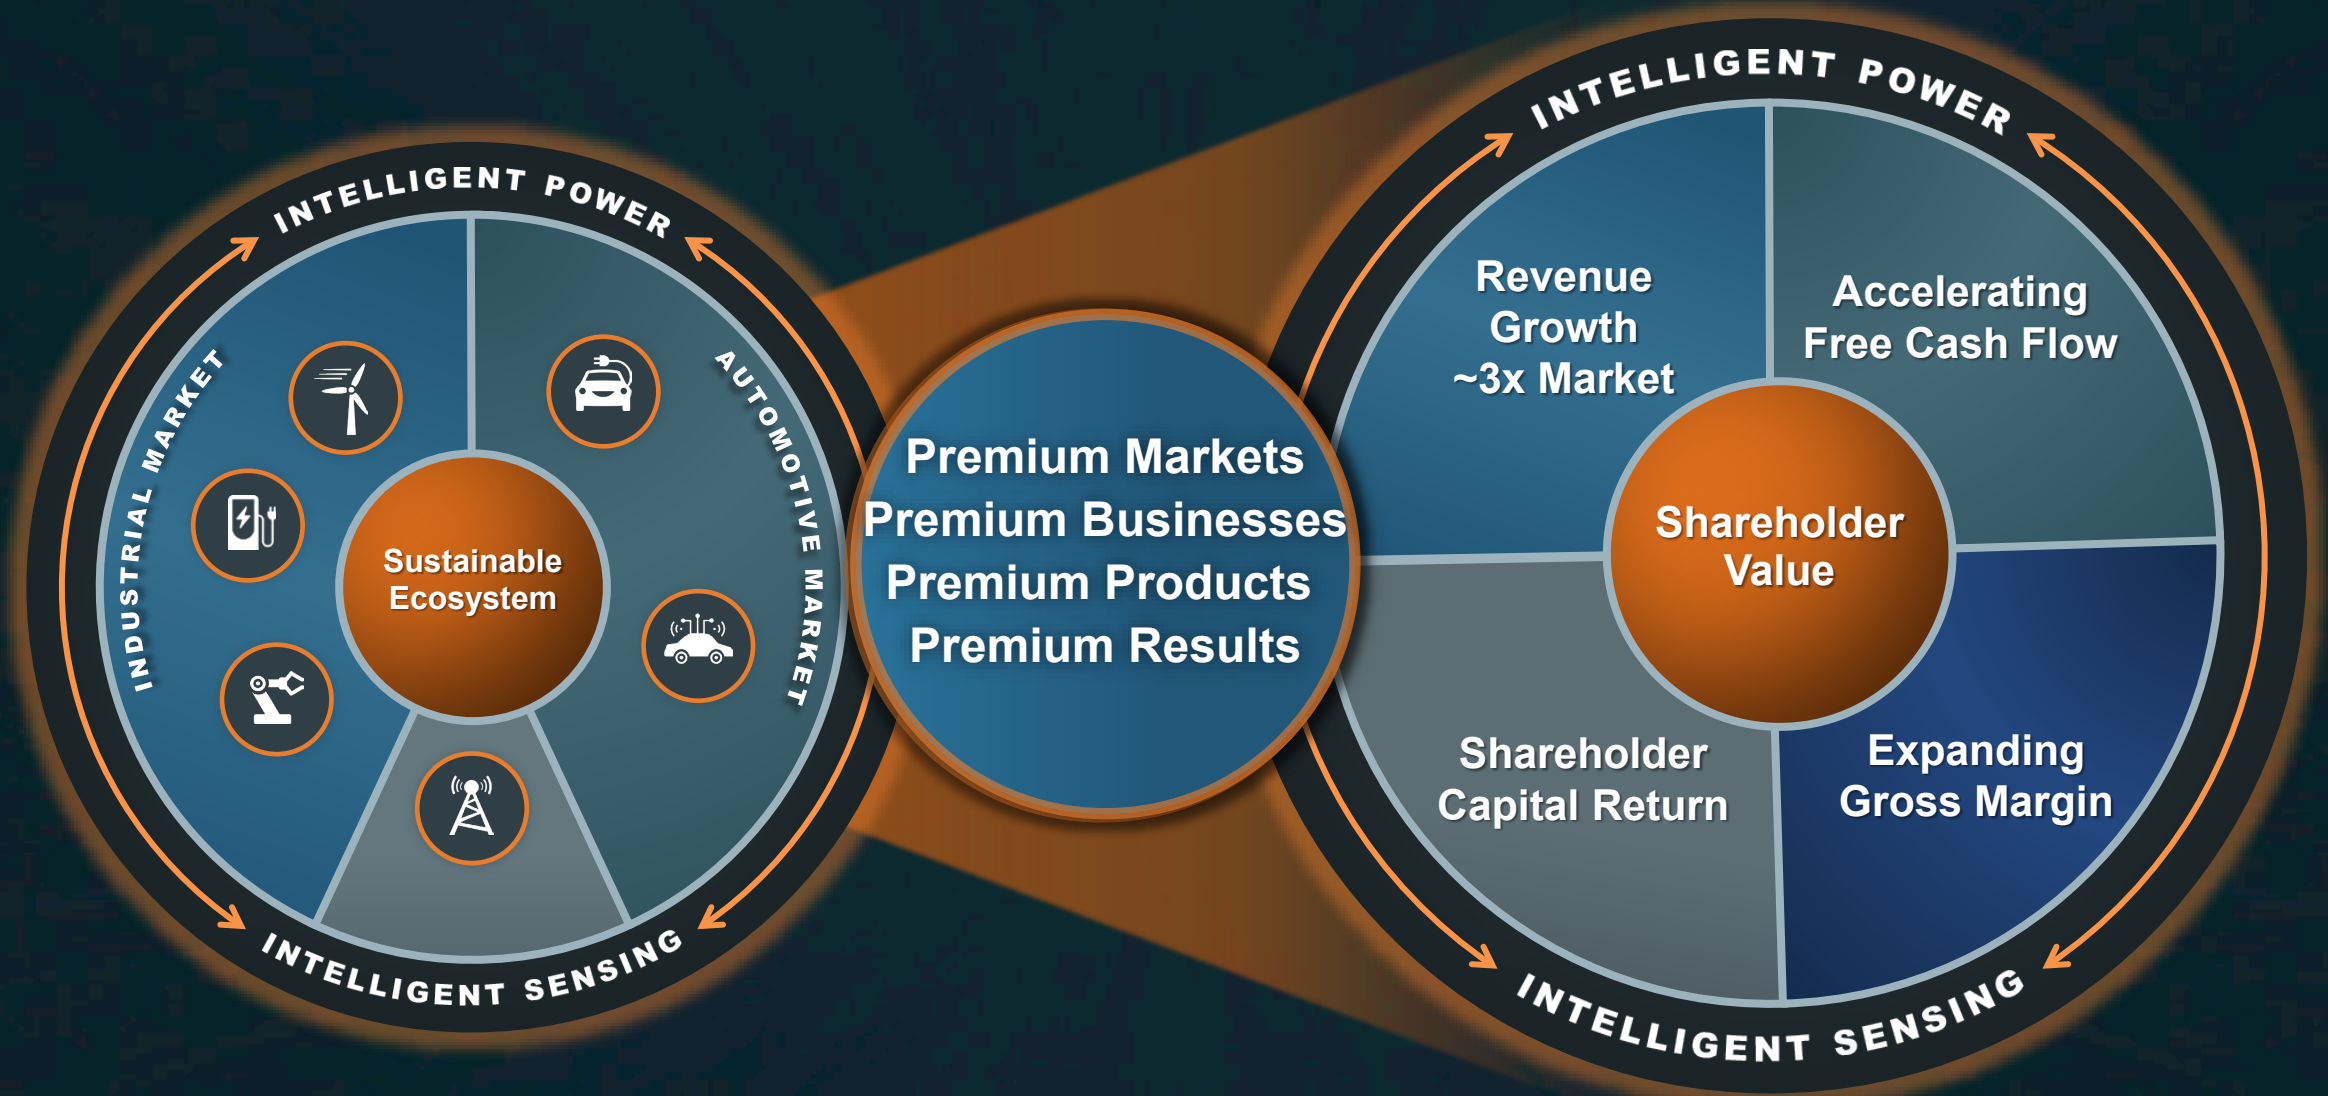 INTELLIGENT POWER
INDUSTRIAL MARKET
AUTOMOTIVE MARKET
Sustainable
Ecosystem
INTELLIGENT SENSING
Premium Markets
Premium Businesses
Premium Products
Premium Results
INTELLIGENT POWER
Revenue
Growth
~3x Market
Accelerating
Free Cash Flow
Shareholder
Value
Shareholder
Capital Return
Expanding
Gross Margin
INTELLIGENT SENSING